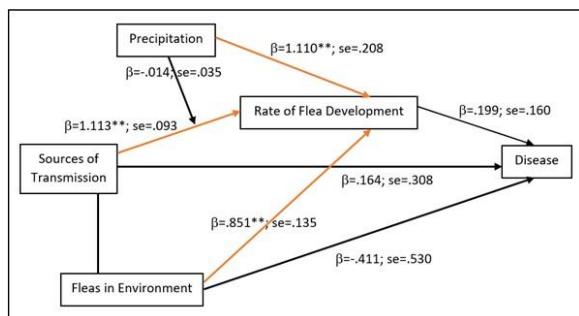 Precipitation
β=1.110**; se=.208
β=-.014; se=.035
Rate of Flea Development
β=1.113**; se=.093
β=.199; se=.160
Sources of
Transmission
Disease
β=.164; se=.308
β=.851**; se=.135
β=-.411; se=.530
Fleas in Environment